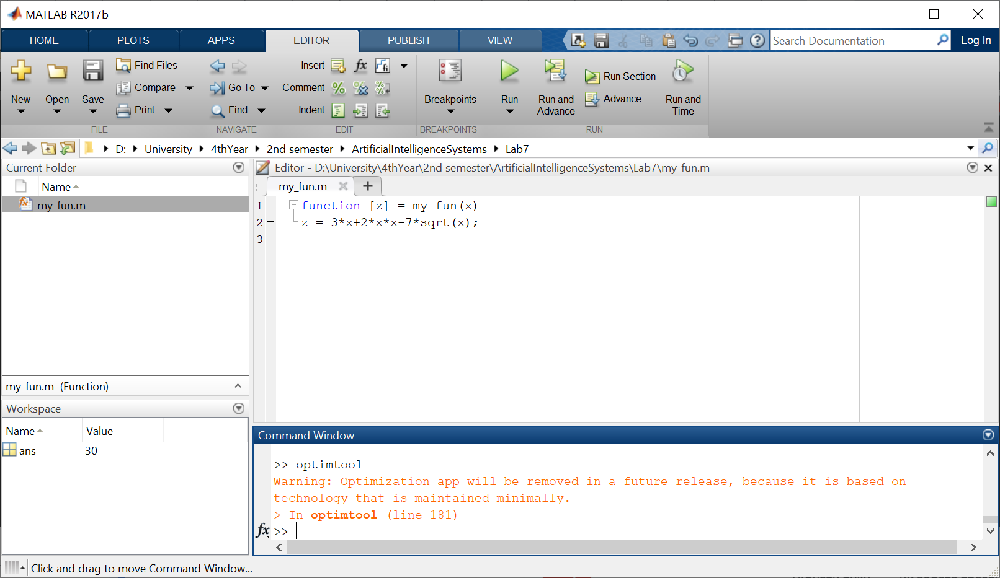 MATLAB R2017b
HOME PLOTS APPS EDITOR PUBLISH VIEW Search Documentation Log In
New Open Save Find Files Compare Print
Go To Find
Insert fx fi
Comment % % %
Indent
Breakpoints
Run Run and Advance Run Section Advance Run and Time
FILE NAVIGATE EDIT BREAKPOINTS RUN
D: University 4thYear 2nd semester ArtificialIntelligenceSystems Lab7
Current Folder
Name
my_fun.m
my_fun.m (Function)
Workspace
Name Value
ans 30
Editor - D:\University\4thYear\2nd semester\ArtificialIntelligenceSystems\Lab7\my_fun.m
my_fun.m
1 function [z] = my_fun(x)
2 z = 3*x+2*x*x-7*sqrt(x);
3
Command Window
>> optimtool
Warning: Optimization app will be removed in a future release, because it is based on
technology that is maintained minimally.
> In optimtool (line 181)
fx >>
Click and drag to move Command Window...